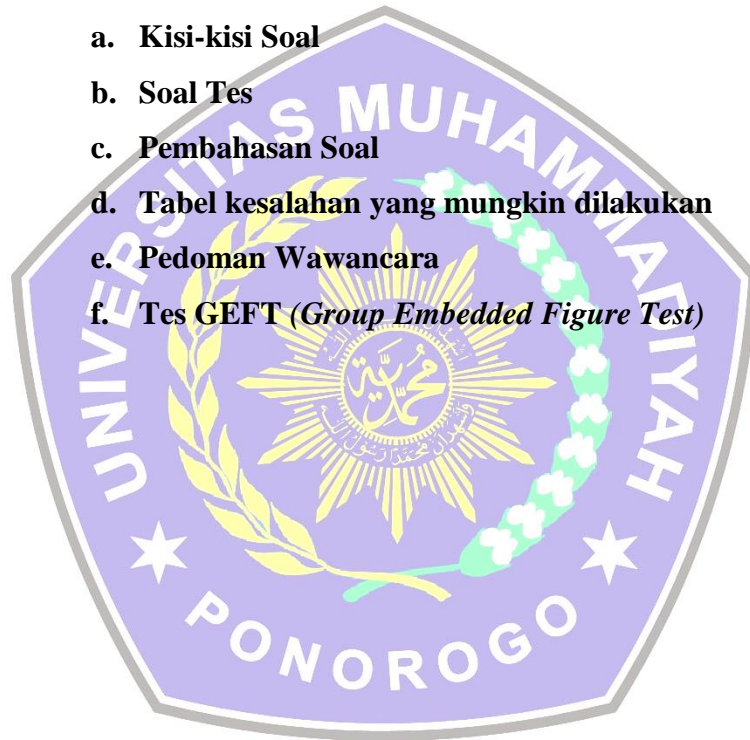 a. Kisi-kisi Soal
b. Soal Tes
c. Pembahasan Soal
d. Tabel kesalahan yang mungkin dilakukan
e. Pedoman Wawancara
f. Tes GEFT (Group Embedded Figure Test)
UNIVERSITAS MUHAMMADIYAH
PONOROGO
محمدية